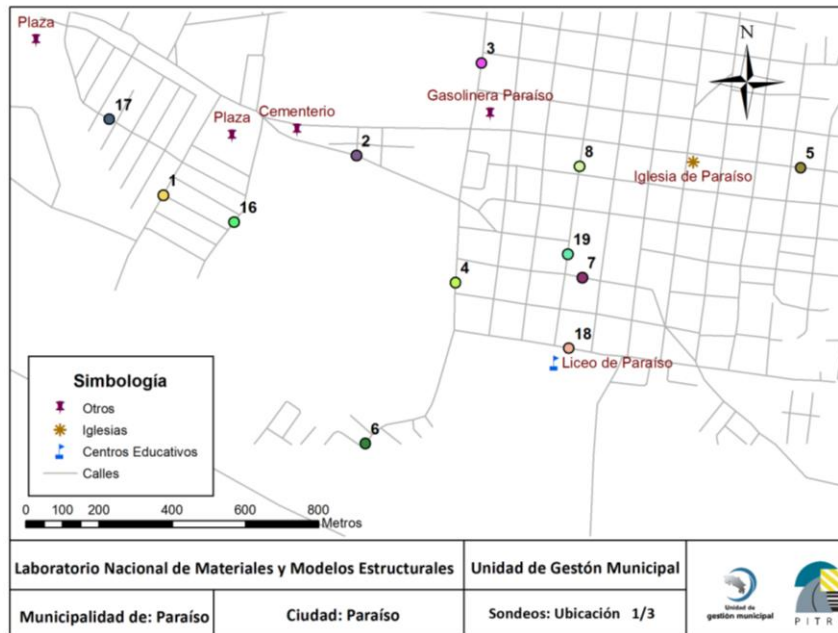 Plaza
3
N
17
Plaza
Cementerio
Gasolinera Paraíso
2
8
5
Iglesia de Paraíso
1
16
19
7
4
18
Liceo de Paraíso
6
Simbología
Otros
Iglesias
Centros Educativos
Calles
0 100 200 400 600 800
Metros
Laboratorio Nacional de Materiales y Modelos Estructurales
Unidad de Gestión Municipal
Municipalidad de: Paraíso
Ciudad: Paraíso
Sondeos: Ubicación 1/3
Unidad de
gestión municipal
PITR